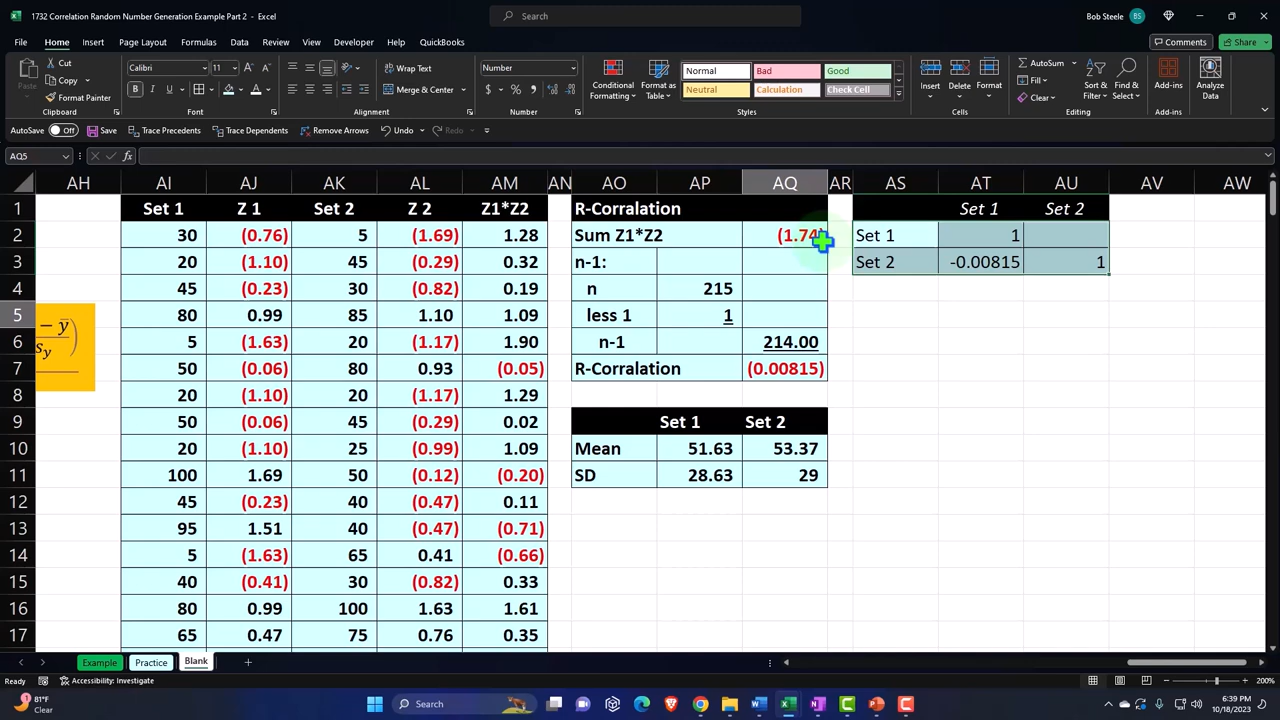 1732 Correlation Random Number Generation Example Part 2 - Excel
Search
Bob Steele BS
File Home Insert Page Layout Formulas Data Review View Developer Help QuickBooks
Comments Share
Paste
Cut
Copy
Format Painter
Clipboard
Calibri 11
B I U
Font
Wrap Text
Merge & Center
Alignment
Number
Number
Conditional Formatting
Format as Table
Normal Bad Good
Neutral Calculation Check Cell
Styles
Insert Delete Format
Cells
AutoSum
Fill
Clear
Sort & Filter
Find & Select
Editing
Add-ins
Add-ins
Analyze Data
AutoSave Off Save Trace Precedents Trace Dependents Remove Arrows Undo Redo
AQ5 fx
AH AI AJ AK AL AM AN AO AP AQ AR AS AT AU AV AW
1 Set 1 Z 1 Set 2 Z 2 Z1*Z2 R-Corralation Set 1 Set 2
2 30 (0.76) 5 (1.69) 1.28 Sum Z1*Z2 (1.74) Set 1 1
3 20 (1.10) 45 (0.29) 0.32 n-1: Set 2 -0.00815 1
4 45 (0.23) 30 (0.82) 0.19 n 215
5 80 0.99 85 1.10 1.09 less 1 1
6 5 (1.63) 20 (1.17) 1.90 n-1 214.00
7 50 (0.06) 80 0.93 (0.05) R-Corralation (0.00815)
8 20 (1.10) 20 (1.17) 1.29
9 50 (0.06) 45 (0.29) 0.02 Set 1 Set 2
10 20 (1.10) 25 (0.99) 1.09 Mean 51.63 53.37
11 100 1.69 50 (0.12) (0.20) SD 28.63 29
12 45 (0.23) 40 (0.47) 0.11
13 95 1.51 40 (0.47) (0.71)
14 5 (1.63) 65 0.41 (0.66)
15 40 (0.41) 30 (0.82) 0.33
16 80 0.99 100 1.63 1.61
17 65 0.47 75 0.76 0.35
− y̅
s_y
Example Practice Blank
Ready Accessibility: Investigate 200%
1
81°F
Clear
Search
6:39 PM
10/18/2023